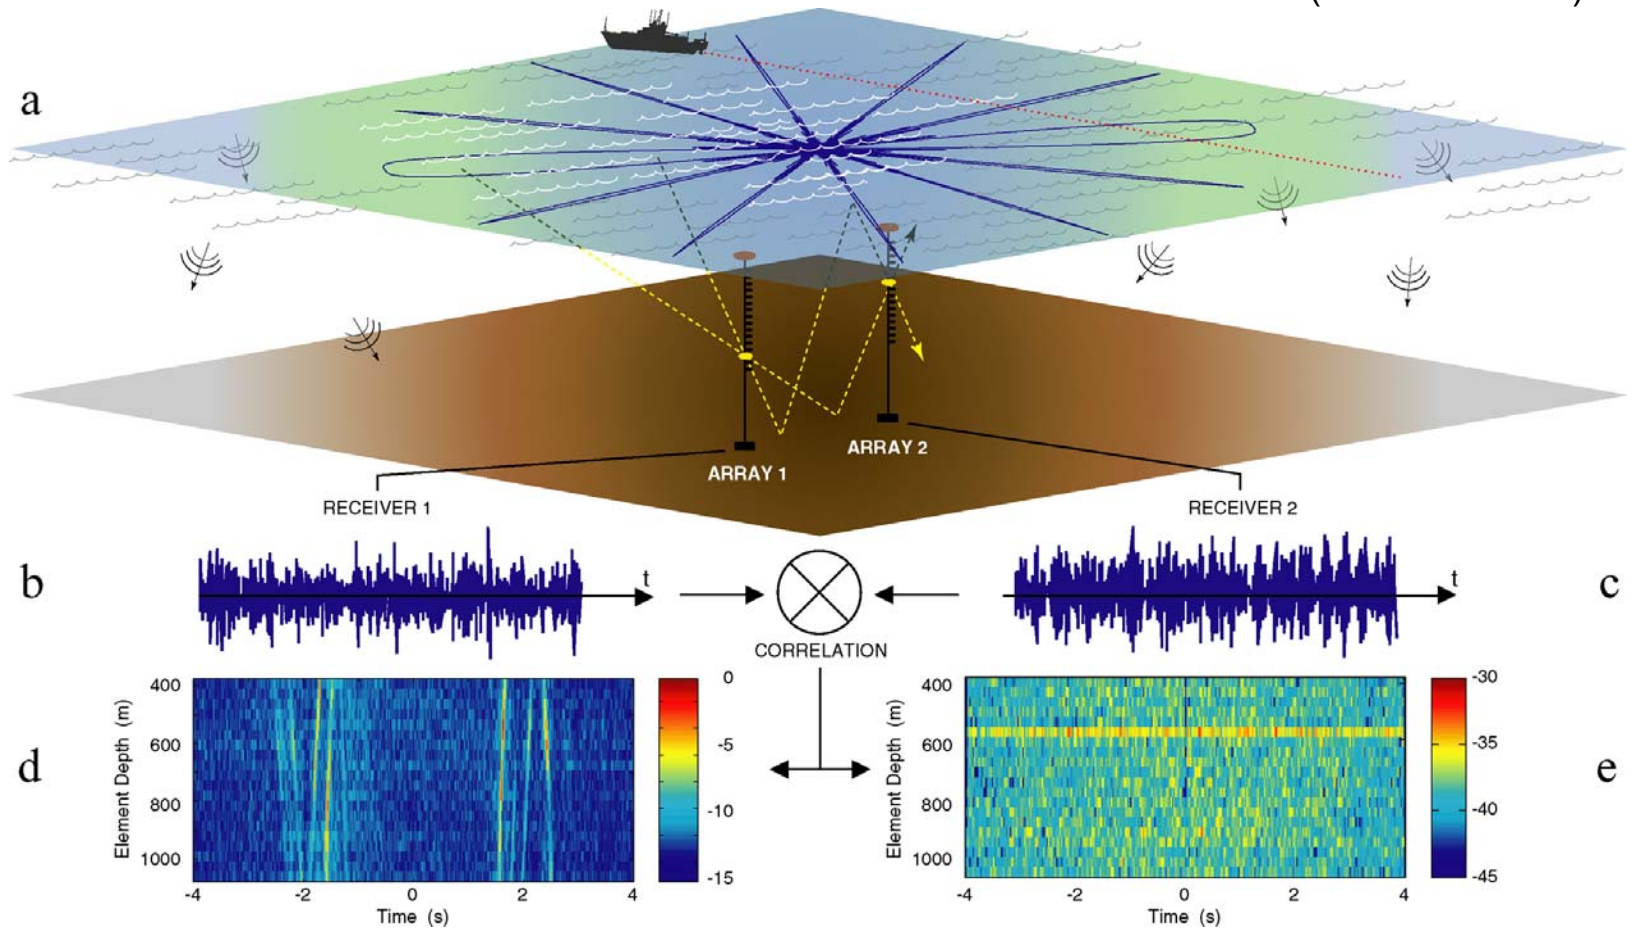 a
ARRAY 1
ARRAY 2
RECEIVER 1
RECEIVER 2
b
t
t
c
CORRELATION
d
Element Depth (m)
400
600
800
1000
-4
-2
0
2
4
Time (s)
0
-5
-10
-15
Element Depth (m)
400
600
800
1000
-4
-2
0
2
4
Time (s)
-30
-35
-40
-45
e